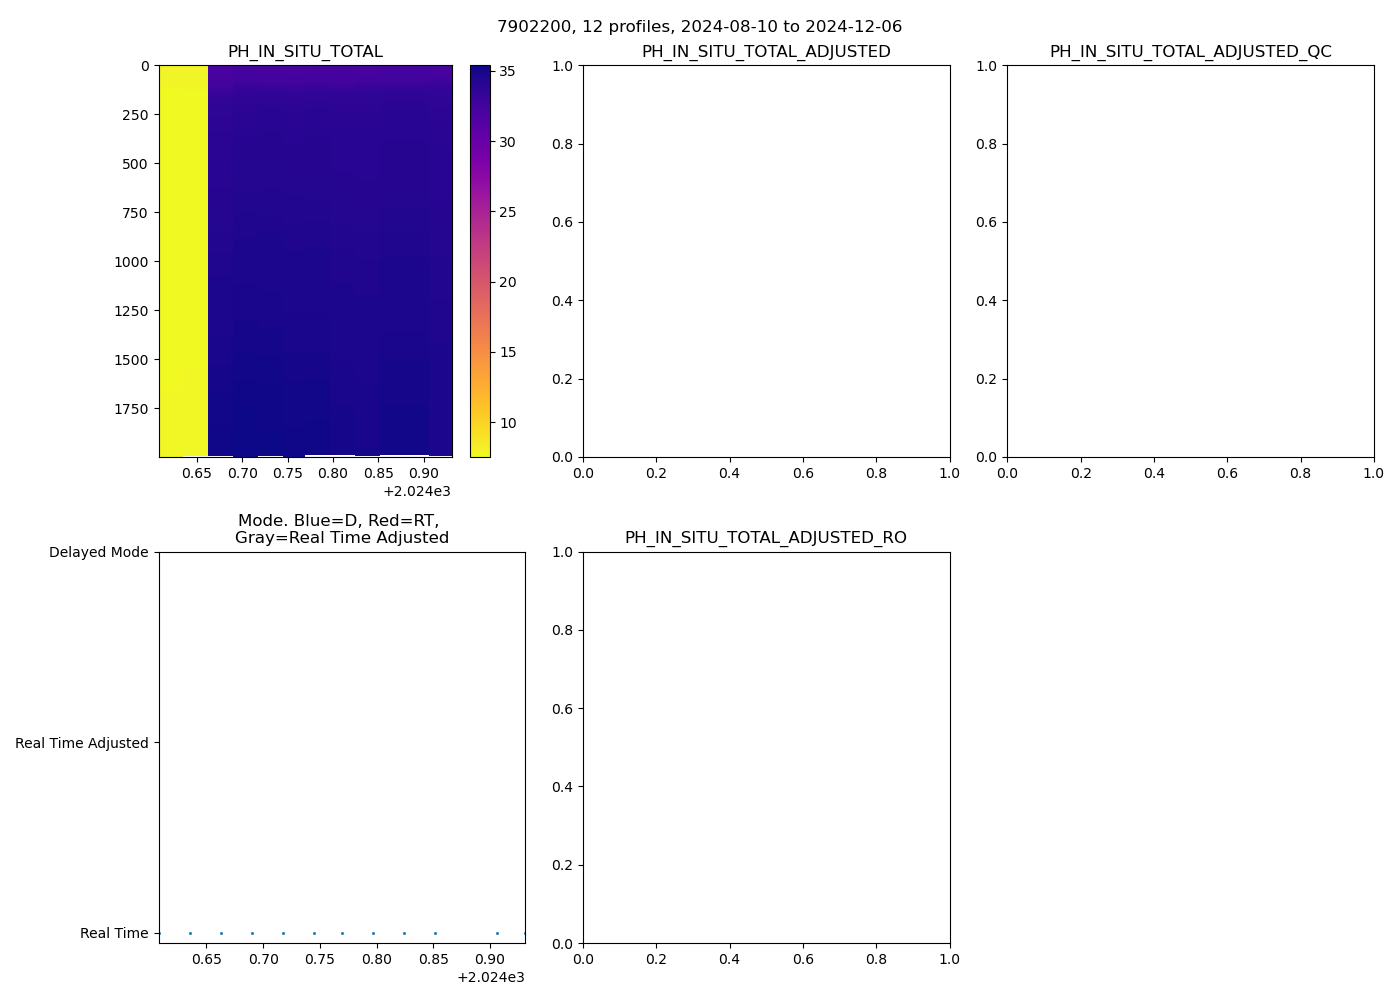 7902200, 12 profiles, 2024-08-10 to 2024-12-06
PH_IN_SITU_TOTAL
0
250
500
750
1000
1250
1500
1750
0.65 0.70 0.75 0.80 0.85 0.90
+2.024e3
35
30
25
20
15
10
PH_IN_SITU_TOTAL_ADJUSTED
1.0
0.8
0.6
0.4
0.2
0.0
0.0 0.2 0.4 0.6 0.8 1.0
PH_IN_SITU_TOTAL_ADJUSTED_QC
1.0
0.8
0.6
0.4
0.2
0.0
0.0 0.2 0.4 0.6 0.8 1.0
Mode. Blue=D, Red=RT,
Gray=Real Time Adjusted
Delayed Mode
Real Time Adjusted
Real Time
0.65 0.70 0.75 0.80 0.85 0.90
+2.024e3
PH_IN_SITU_TOTAL_ADJUSTED_RO
1.0
0.8
0.6
0.4
0.2
0.0
0.0 0.2 0.4 0.6 0.8 1.0